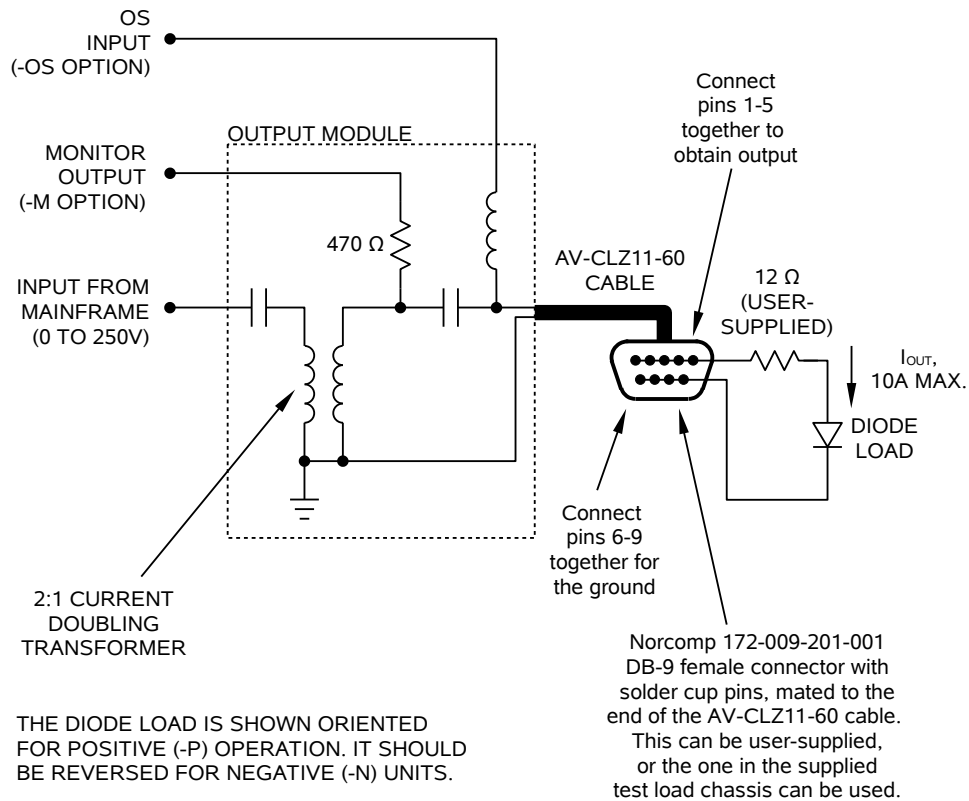 OS
INPUT
(-OS OPTION)
Connect
pins 1-5
together to
obtain output
OUTPUT MODULE
MONITOR
OUTPUT
(-M OPTION)
470 Ω
AV-CLZ11-60
CABLE
12 Ω
(USER-
SUPPLIED)
INPUT FROM
MAINFRAME
(0 TO 250V)
IOUT,
10A MAX.
DIODE
LOAD
Connect
pins 6-9
together for
the ground
2:1 CURRENT
DOUBLING
TRANSFORMER
Norcomp 172-009-201-001
DB-9 female connector with
solder cup pins, mated to the
end of the AV-CLZ11-60 cable.
This can be user-supplied,
or the one in the supplied
test load chassis can be used.
THE DIODE LOAD IS SHOWN ORIENTED
FOR POSITIVE (-P) OPERATION. IT SHOULD
BE REVERSED FOR NEGATIVE (-N) UNITS.